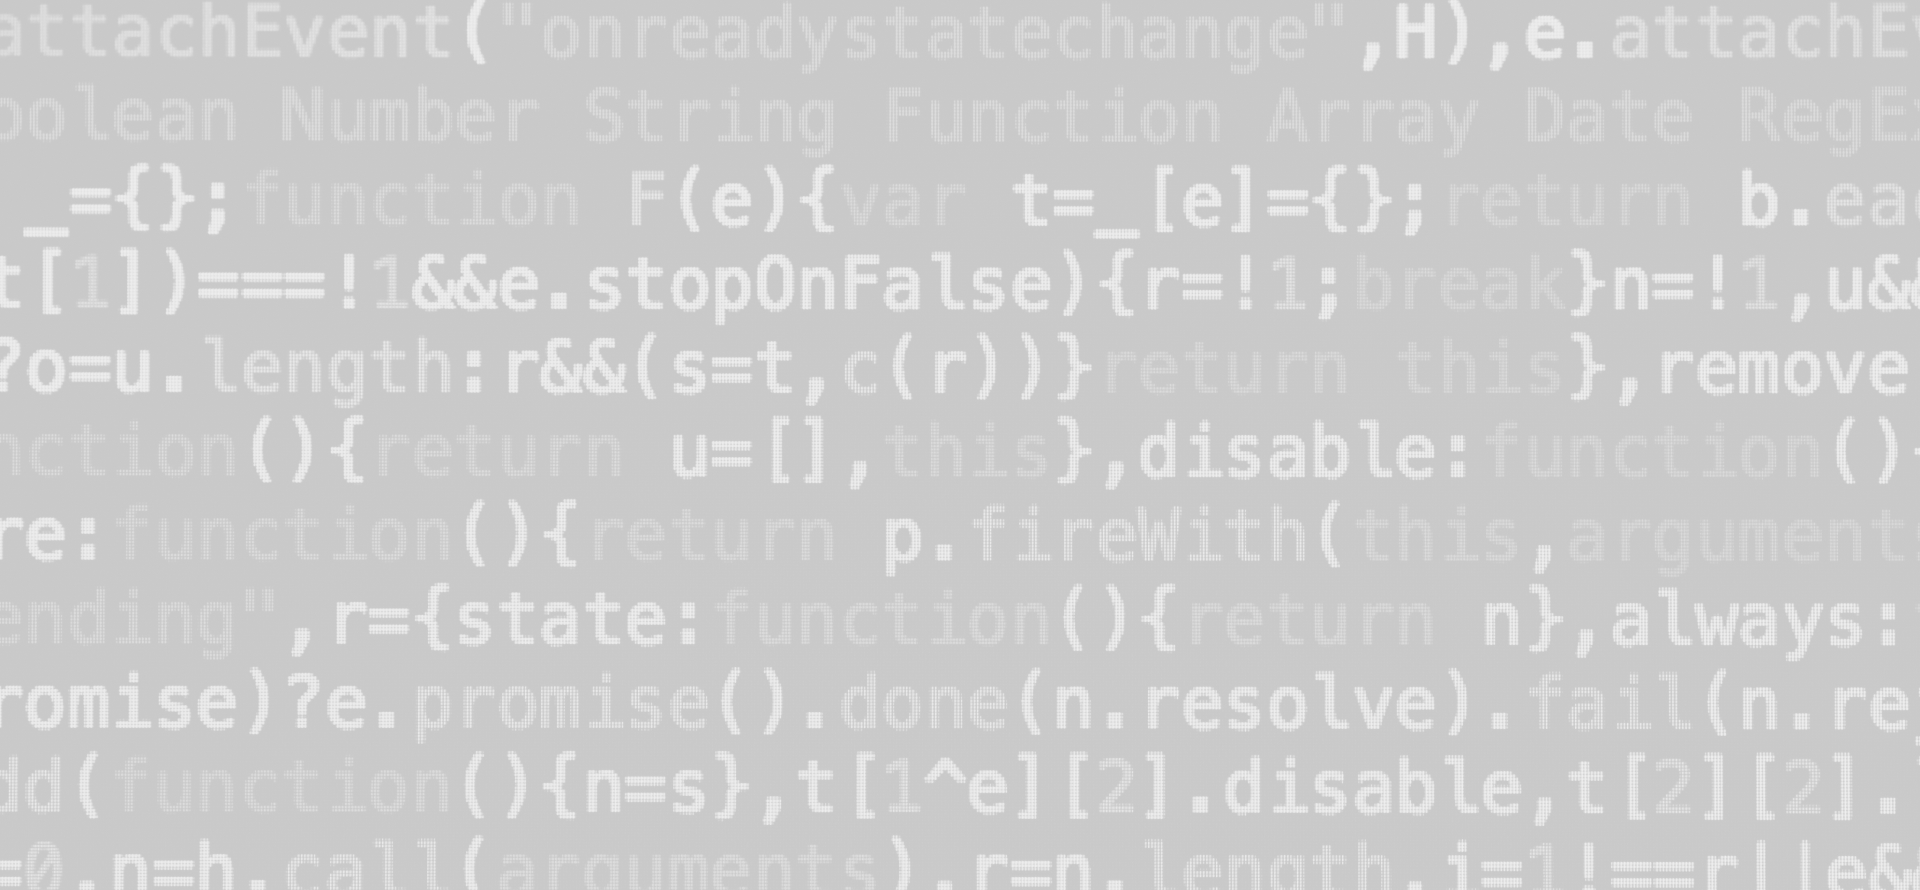 attachEvent("onreadystatechange",H),e.attachEv
oolean Number String Function Array Date RegEx
_={};function F(e){var t=_[e]={};return b.eac
t[1])===!1&&e.stopOnFalse){r=!1;break}n=!1,u&&
?o=u.length:r&&(s=t,c(r))}return this},remove
nction(){return u=[],this},disable:function(){
re:function(){return p.fireWith(this,arguments
ending",r={state:function(){return n},always:
romise)?e.promise().done(n.resolve).fail(n.re
dd(function(){n=s},t[1^e][2].disable,t[2][2].
=0,n=h.call(arguments),r=n.length,i=1!==r||e&&